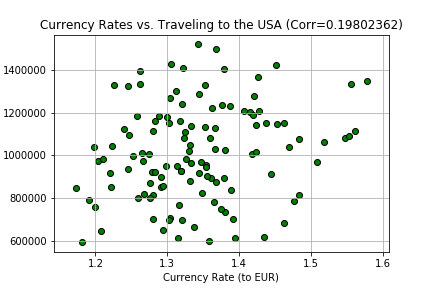 Currency Rates vs. Traveling to the USA (Corr=0.19802362)
1400000
1200000
1000000
800000
600000
1.2 1.3 1.4 1.5 1.6
Currency Rate (to EUR)